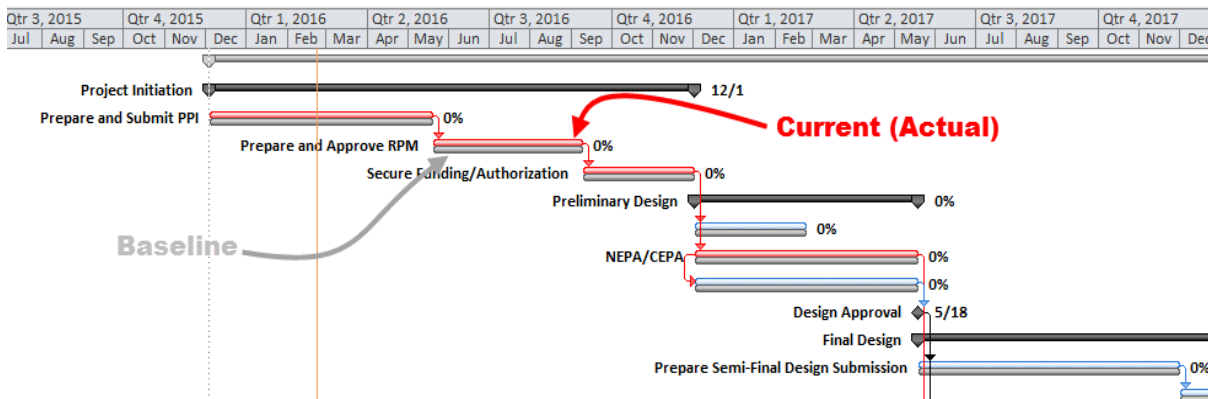 Qtr 3, 2015 Qtr 4, 2015 Qtr 1, 2016 Qtr 2, 2016 Qtr 3, 2016 Qtr 4, 2016 Qtr 1, 2017 Qtr 2, 2017 Qtr 3, 2017 Qtr 4, 2017
Jul Aug Sep Oct Nov Dec Jan Feb Mar Apr May Jun Jul Aug Sep Oct Nov Dec Jan Feb Mar Apr May Jun Jul Aug Sep Oct Nov Dec
Project Initiation 12/1
Prepare and Submit PPI 0%
Current (Actual)
Prepare and Approve RPM 0%
Secure Funding/Authorization 0%
Preliminary Design 0%
0%
Baseline
NEPA/CEPA 0%
0%
Design Approval 5/18
Final Design
Prepare Semi-Final Design Submission 0%